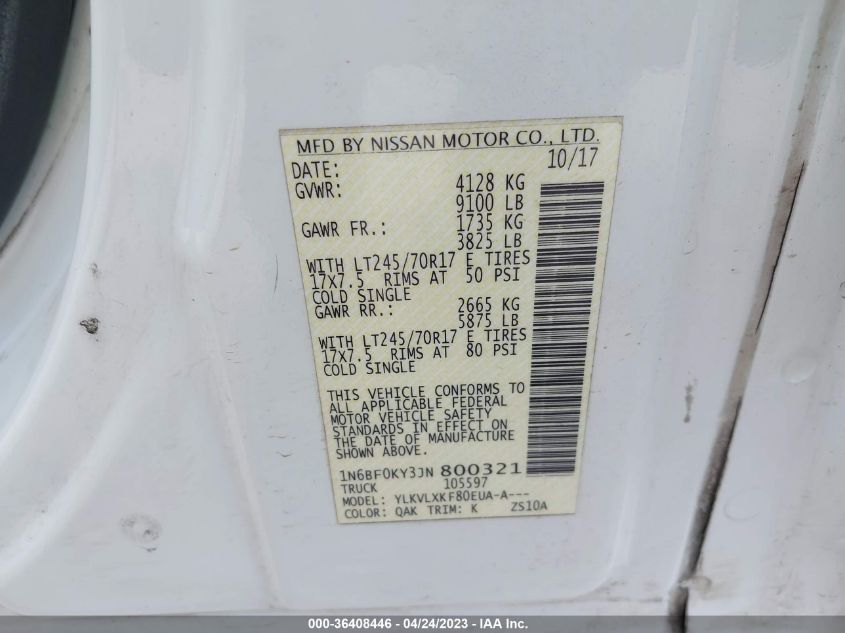 MFD BY NISSAN MOTOR CO., LTD.
DATE: 10/17
GVWR: 4128 KG
9100 LB
GAWR FR.: 1735 KG
3825 LB
WITH LT245/70R17 E TIRES
17X7.5 RIMS AT 50 PSI
COLD SINGLE
GAWR RR.: 2665 KG
5875 LB
WITH LT245/70R17 E TIRES
17X7.5 RIMS AT 80 PSI
COLD SINGLE
THIS VEHICLE CONFORMS TO
ALL APPLICABLE FEDERAL
MOTOR VEHICLE SAFETY
STANDARDS IN EFFECT ON
THE DATE OF MANUFACTURE
SHOWN ABOVE.
1N6BF0KY3JN 800321
TRUCK 105597
MODEL: YLKVLXKF80EUA-A---
COLOR: QAK TRIM: K ZS10A
000-36408446 - 04/24/2023 - IAA Inc.